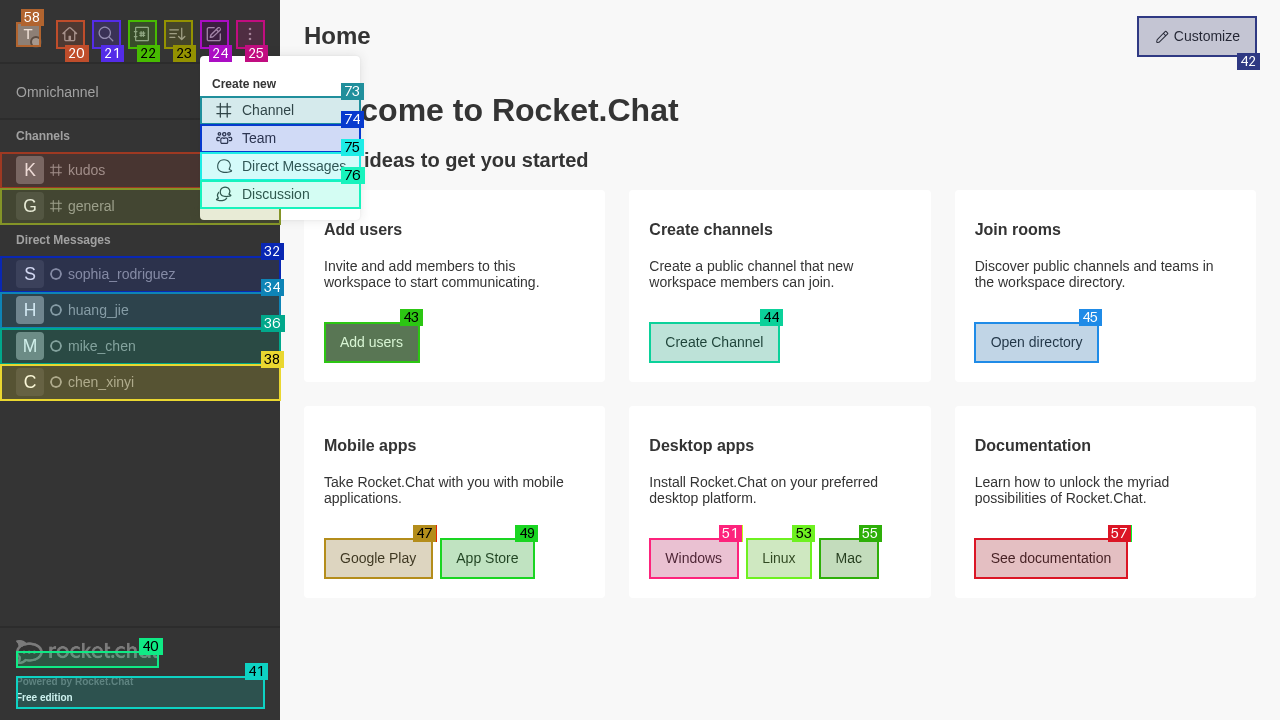 58
T
20
21
22
23
24
25
Home
Customize
42
Omnichannel
Create new
73
Channel
74
Team
75
Direct Messages
76
Discussion
come to Rocket.Chat
ideas to get you started
Channels
K
kudos
G
general
Direct Messages
32
S
sophia_rodriguez
34
H
huang_jie
36
M
mike_chen
38
C
chen_xinyi
Add users
Invite and add members to this
workspace to start communicating.
43
Add users
Create channels
Create a public channel that new
workspace members can join.
44
Create Channel
Join rooms
Discover public channels and teams in
the workspace directory.
45
Open directory
Mobile apps
Take Rocket.Chat with you with mobile
applications.
47
Google Play
49
App Store
Desktop apps
Install Rocket.Chat on your preferred
desktop platform.
51
Windows
53
Linux
55
Mac
Documentation
Learn how to unlock the myriad
possibilities of Rocket.Chat.
57
See documentation
40
rocket.chat
41
Powered by Rocket.Chat
Free edition